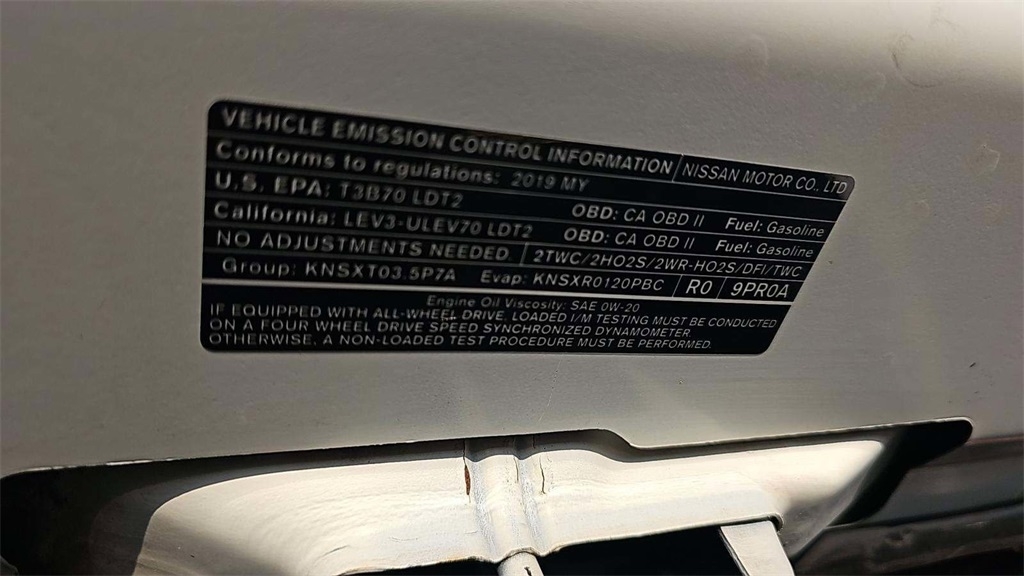 VEHICLE EMISSION CONTROL INFORMATION NISSAN MOTOR CO., LTD
Conforms to regulations: 2019 MY
U.S. EPA: T3B70 LDT2 OBD: CA OBD II Fuel: Gasoline
California: LEV3-ULEV70 LDT2 OBD: CA OBD II Fuel: Gasoline
NO ADJUSTMENTS NEEDED 2TWC/2HO2S/2WR-HO2S/DFI/TWC
Group: KNSXT03.5P7A Evap: KNSXR0120PBC R0 9PR0A
Engine Oil Viscosity: SAE 0W-20
IF EQUIPPED WITH ALL-WHEEL DRIVE, LOADED I/M TESTING MUST BE CONDUCTED
ON A FOUR WHEEL DRIVE SPEED SYNCHRONIZED DYNAMOMETER.
OTHERWISE, A NON-LOADED TEST PROCEDURE MUST BE PERFORMED.